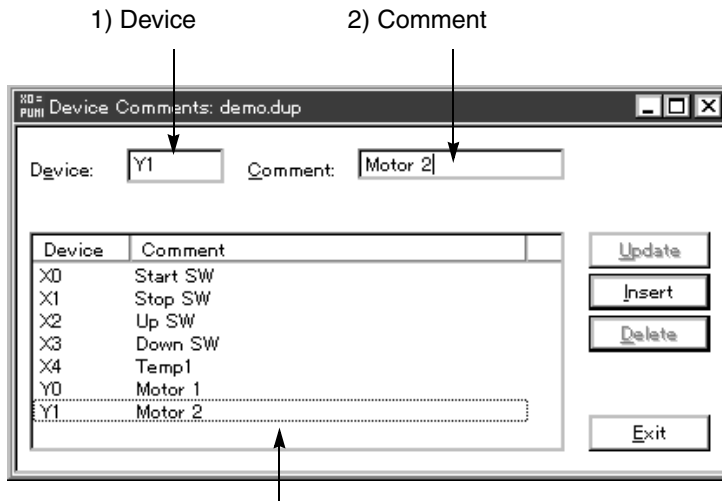 1) Device 2) Comment
X0=
PUMI Device Comments: demo.dup
Device: Y1 Comment: Motor 2
Device Comment
X0 Start SW
X1 Stop SW
X2 Up SW
X3 Down SW
X4 Temp1
Y0 Motor 1
Y1 Motor 2
Update
Insert
Delete
Exit